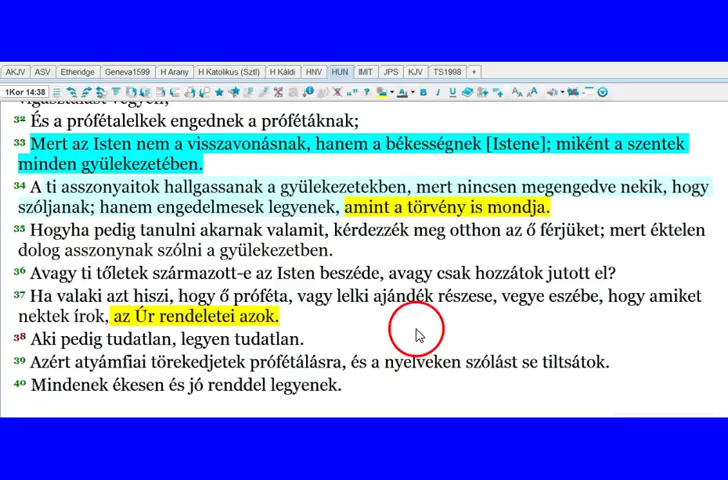 AKJV ASV Etheridge Geneva1599 H Arany H Katolikus (Sztl) H Káldi HNV HUN IMIT JPS KJV TS1998 +
1Kor 14:38
vigasztalást vegyen;
32 És a prófétalelkek engednek a prófétáknak;
33 Mert az Isten nem a visszavonásnak, hanem a békességnek [Istene]; miként a szentek
minden gyülekezetében.
34 A ti asszonyaitok hallgassanak a gyülekezetekben, mert nincsen megengedve nekik, hogy
szóljanak; hanem engedelmesek legyenek, amint a törvény is mondja.
35 Hogyha pedig tanulni akarnak valamit, kérdezzék meg otthon az ő férjüket; mert éktelen
dolog asszonynak szólni a gyülekezetben.
36 Avagy ti tőletek származott-e az Isten beszéde, avagy csak hozzátok jutott el?
37 Ha valaki azt hiszi, hogy ő próféta, vagy lelki ajándék részese, vegye eszébe, hogy amiket
nektek írok, az Úr rendeletei azok.
38 Aki pedig tudatlan, legyen tudatlan.
39 Azért atyámfiai törekedjetek prófétálásra, és a nyelveken szólást se tiltsátok.
40 Mindenek ékesen és jó renddel legyenek.